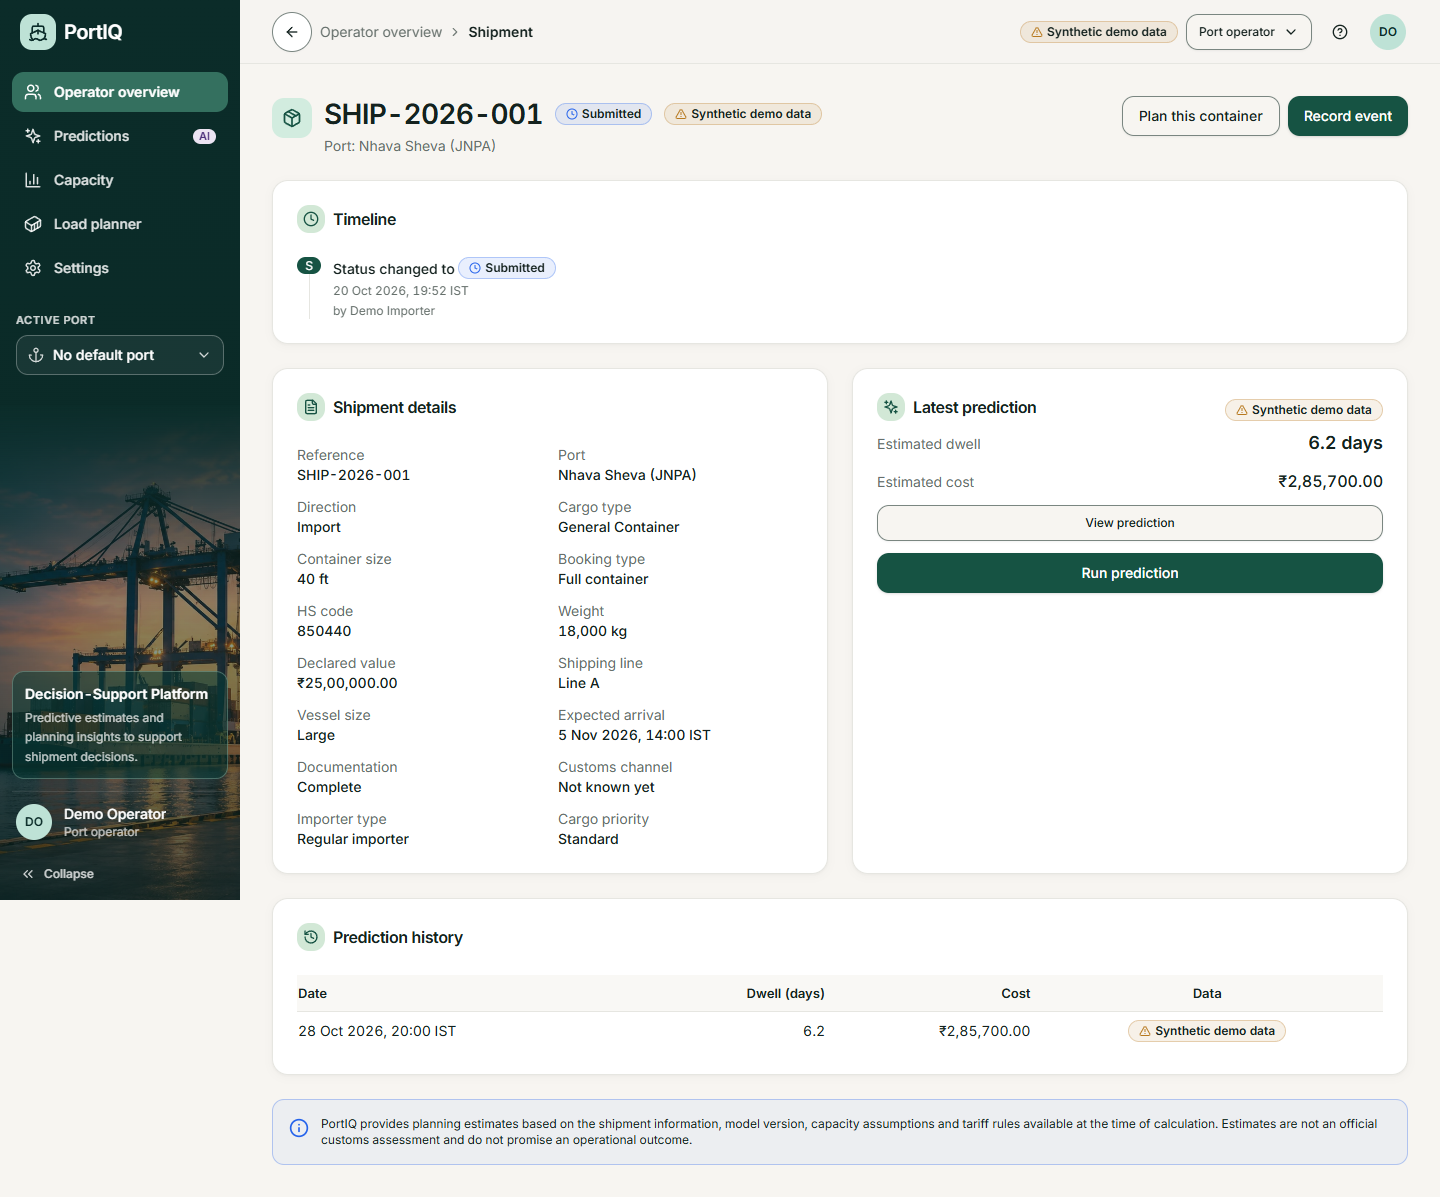 PortIQ
Operator overview
Predictions AI
Capacity
Load planner
Settings
ACTIVE PORT
No default port
Decision-Support Platform
Predictive estimates and
planning insights to support
shipment decisions.
DO
Demo Operator
Port operator
Collapse
Operator overview > Shipment
Synthetic demo data
Port operator
DO
SHIP-2026-001
Submitted
Synthetic demo data
Port: Nhava Sheva (JNPA)
Plan this container
Record event
Timeline
S
Status changed to Submitted
20 Oct 2026, 19:52 IST
by Demo Importer
Shipment details
Reference
SHIP-2026-001
Port
Nhava Sheva (JNPA)
Direction
Import
Cargo type
General Container
Container size
40 ft
Booking type
Full container
HS code
850440
Weight
18,000 kg
Declared value
₹25,00,000.00
Shipping line
Line A
Vessel size
Large
Expected arrival
5 Nov 2026, 14:00 IST
Documentation
Complete
Customs channel
Not known yet
Importer type
Regular importer
Cargo priority
Standard
Latest prediction
Synthetic demo data
Estimated dwell 6.2 days
Estimated cost ₹2,85,700.00
View prediction
Run prediction
Prediction history
Date Dwell (days) Cost Data
28 Oct 2026, 20:00 IST 6.2 ₹2,85,700.00 Synthetic demo data
PortIQ provides planning estimates based on the shipment information, model version, capacity assumptions and tariff rules available at the time of calculation. Estimates are not an official
customs assessment and do not promise an operational outcome.